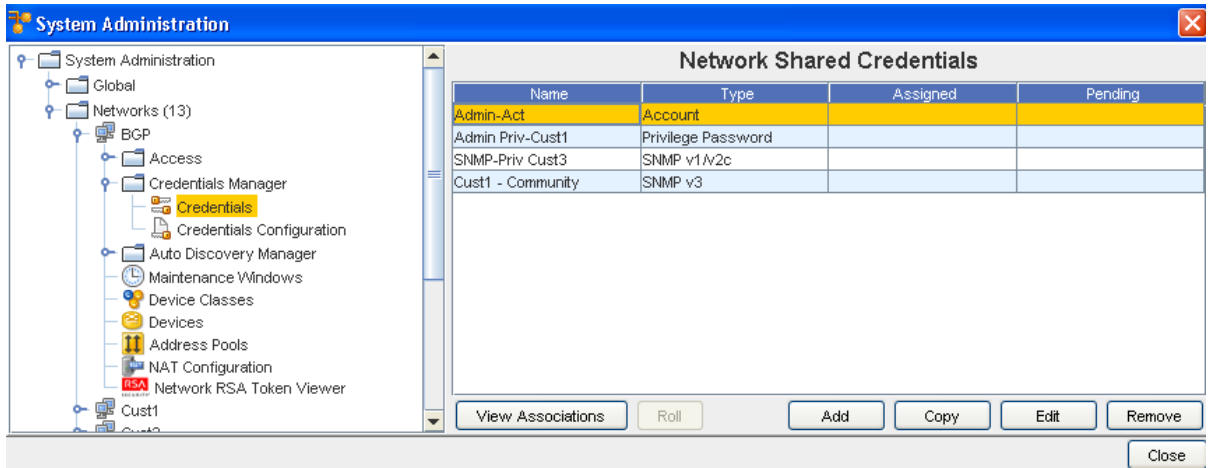 System Administration
System Administration
Global
Networks (13)
BGP
Access
Credentials Manager
Credentials
Credentials Configuration
Auto Discovery Manager
Maintenance Windows
Device Classes
Devices
Address Pools
NAT Configuration
RSA Network RSA Token Viewer
Cust1
Network Shared Credentials
Name Type Assigned Pending
Admin-Act Account
Admin Priv-Cust1 Privilege Password
SNMP-Priv Cust3 SNMP v1/v2c
Cust1 - Community SNMP v3
View Associations Roll Add Copy Edit Remove
Close